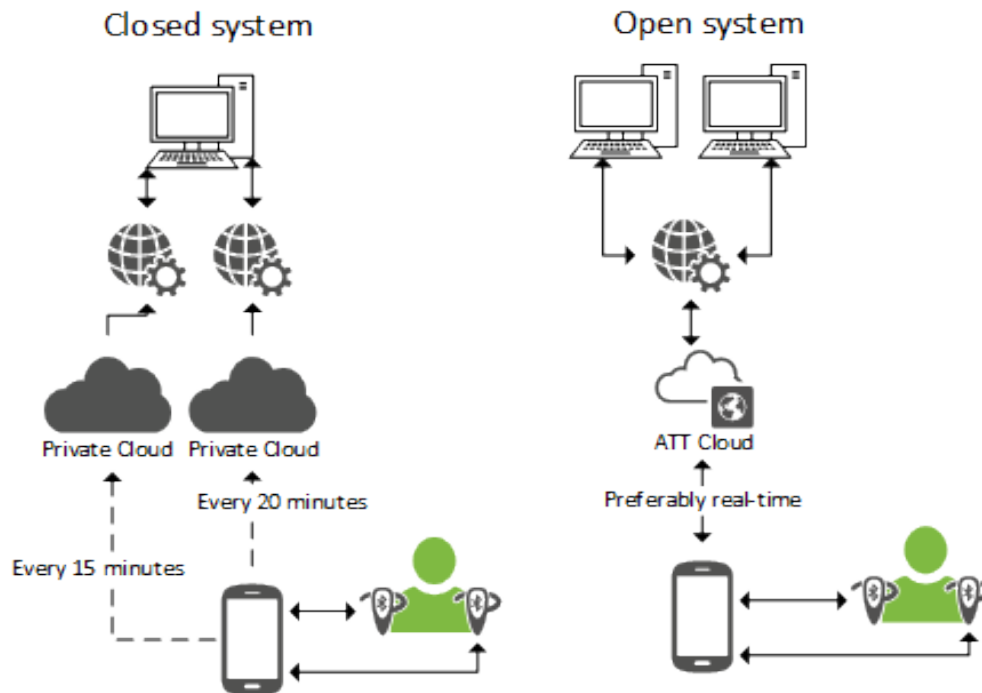 Closed system
Open system
Private Cloud
Private Cloud
ATT Cloud
Every 20 minutes
Preferably real-time
Every 15 minutes